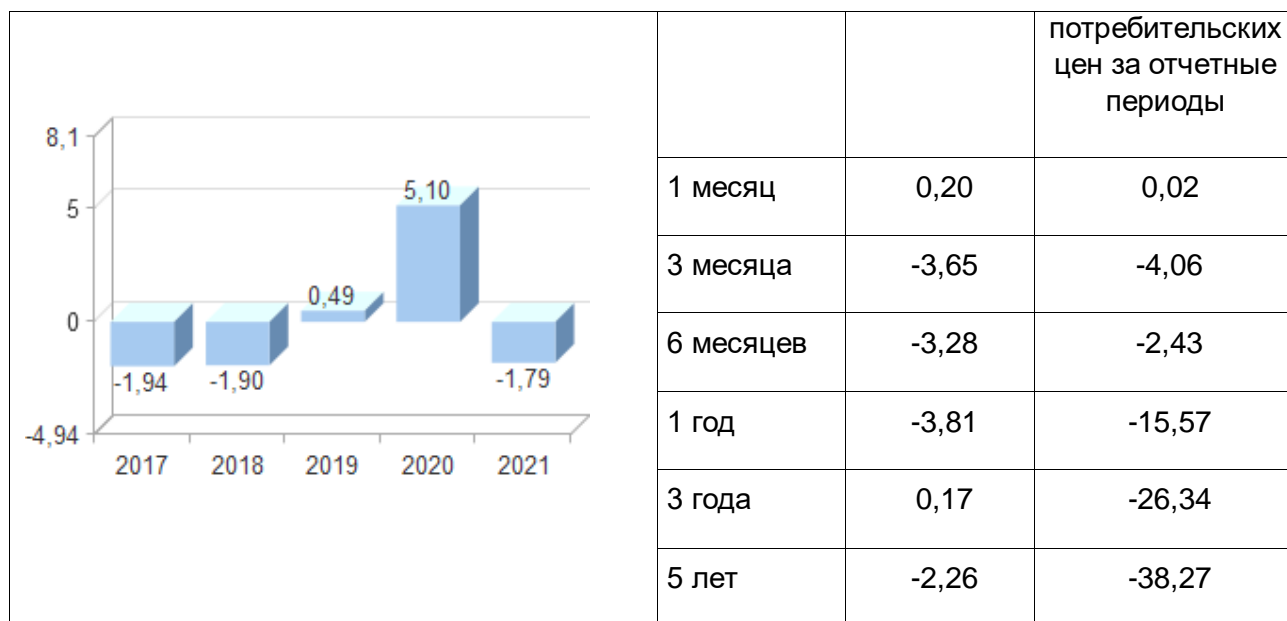 8,1
5
0
-4,94
-1,94
-1,90
0,49
5,10
-1,79
2017 2018 2019 2020 2021
потребительских
цен за отчетные
периоды
1 месяц 0,20 0,02
3 месяца -3,65 -4,06
6 месяцев -3,28 -2,43
1 год -3,81 -15,57
3 года 0,17 -26,34
5 лет -2,26 -38,27